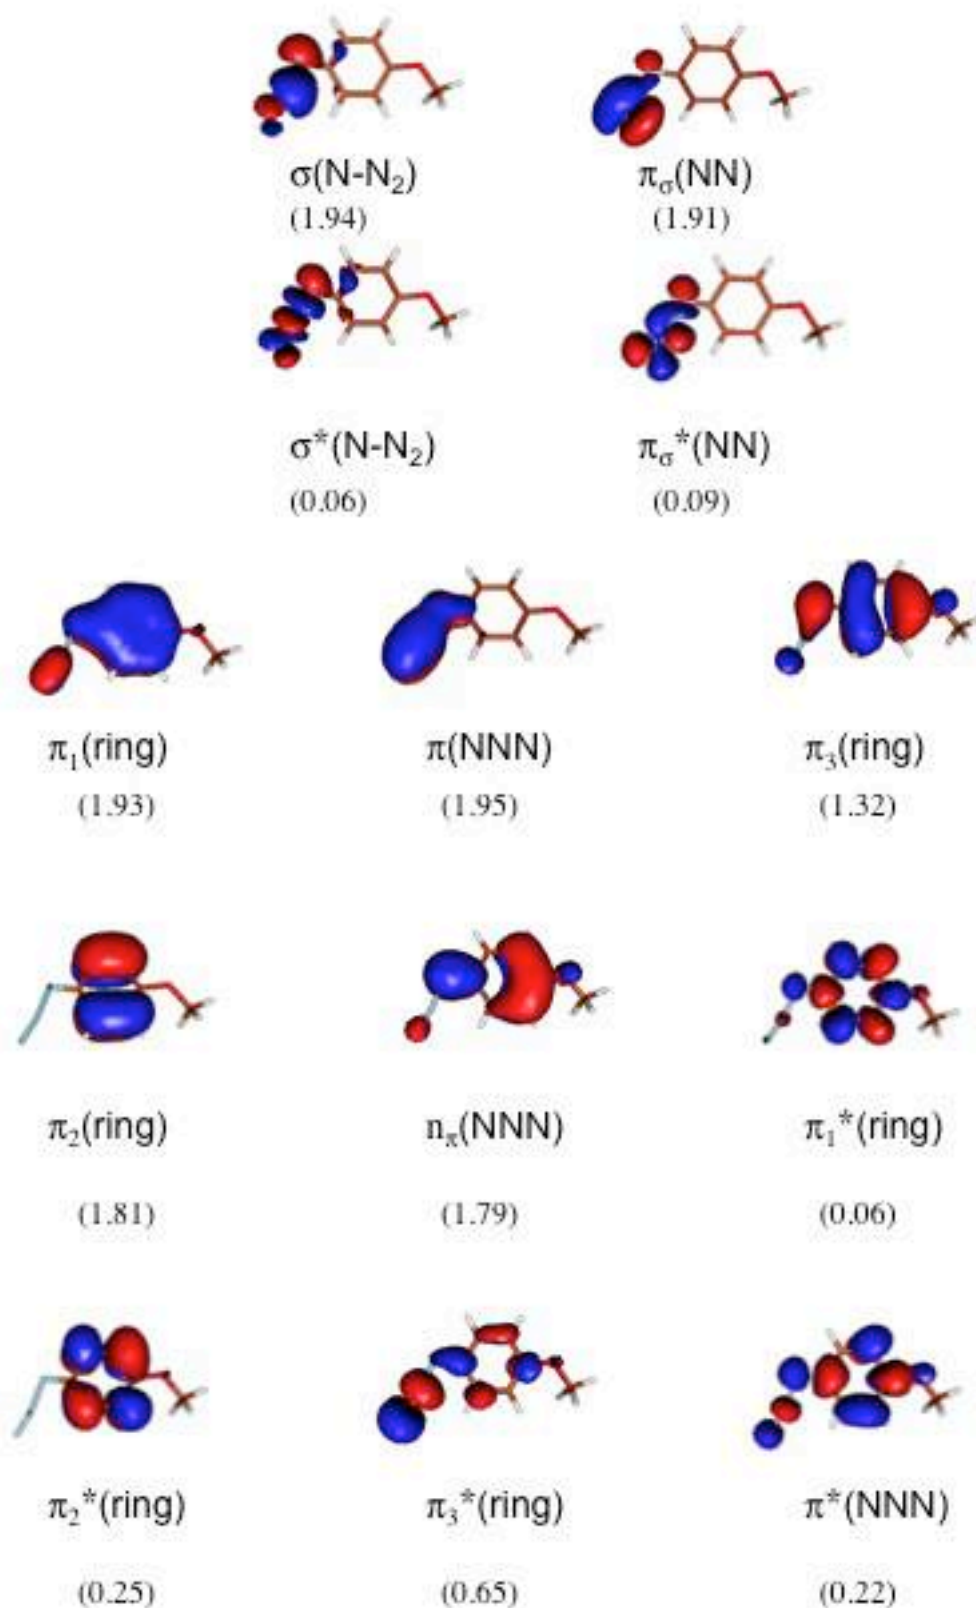 σ(N-N₂) π_σ(NN)
(1.94) (1.91)
σ*(N-N₂) π_σ*(NN)
(0.06) (0.09)
π₁(ring) π(NNN) π₃(ring)
(1.93) (1.95) (1.32)
π₂(ring) n_π(NNN) π₁*(ring)
(1.81) (1.79) (0.06)
π₂*(ring) π₃*(ring) π*(NNN)
(0.25) (0.65) (0.22)